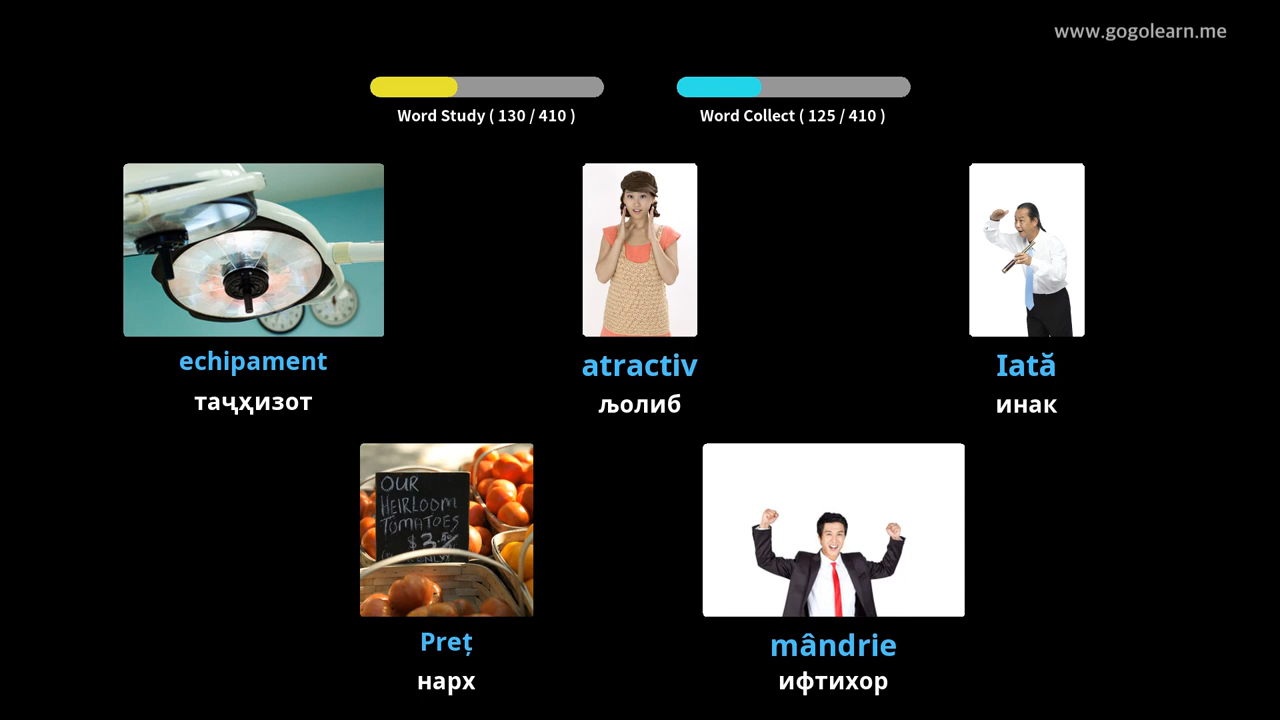 www.gogolearn.me
Word Study ( 130 / 410 )
Word Collect ( 125 / 410 )
echipament
таҷҳизот
atractiv
љолиб
Iată
инак
OUR
HEIRLOOM
TOMATOES
Preț
нарх
mândrie
ифтихор